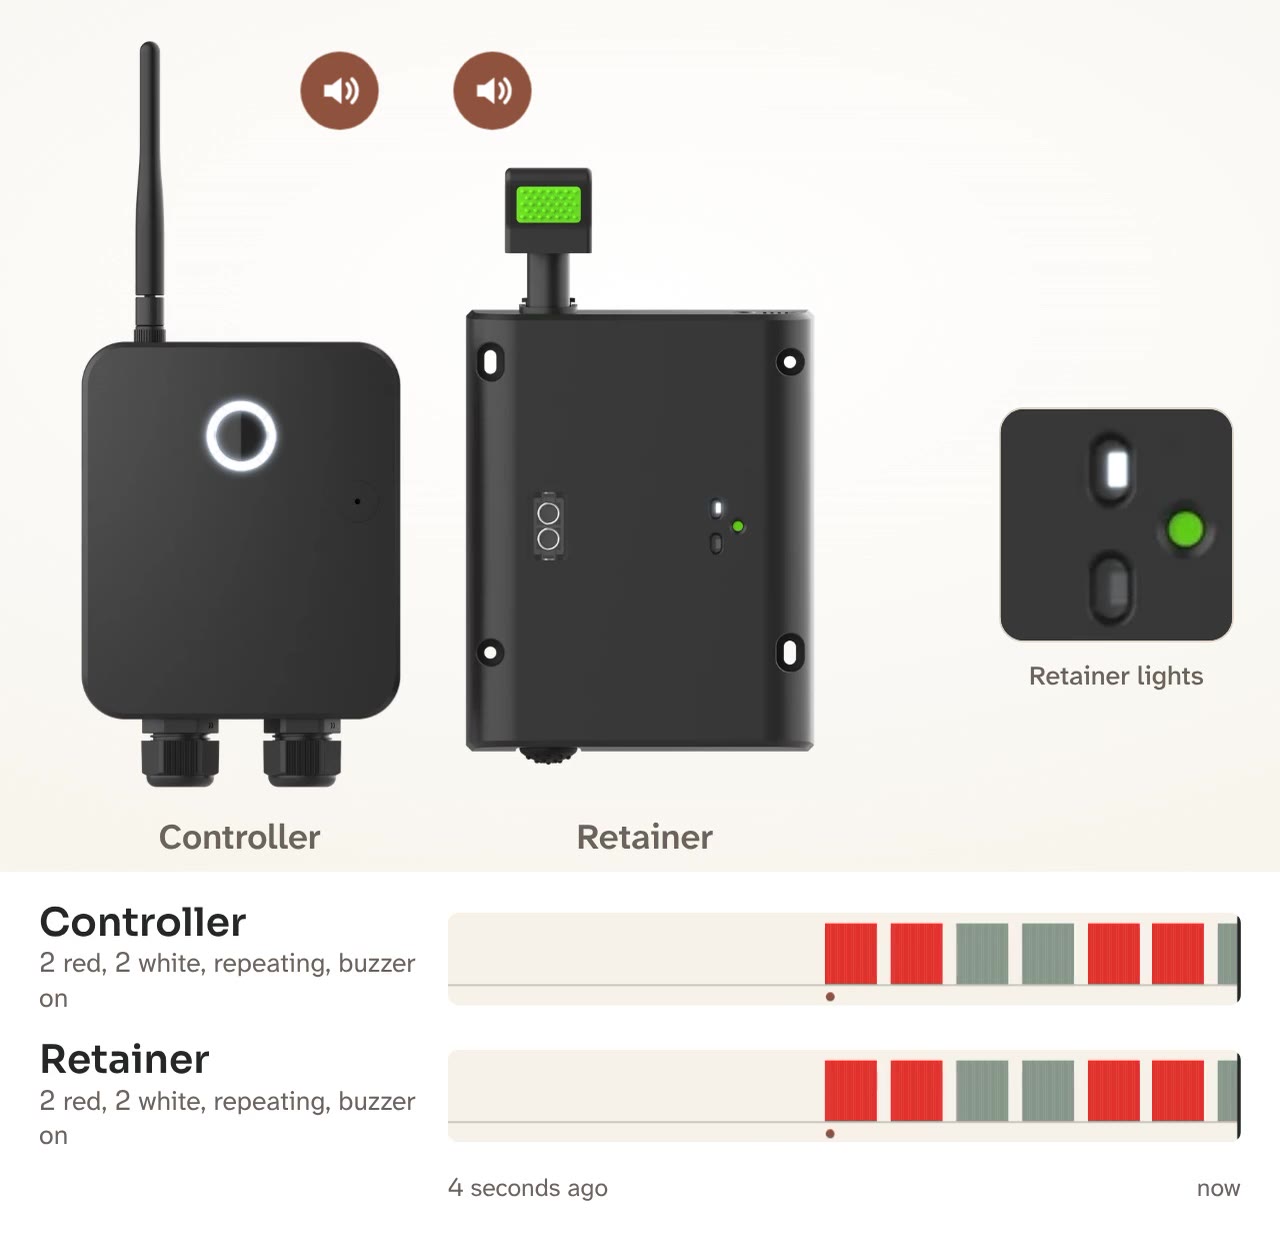 Controller
Retainer
Retainer lights
Controller
2 red, 2 white, repeating, buzzer
on
Retainer
2 red, 2 white, repeating, buzzer
on
4 seconds ago
now